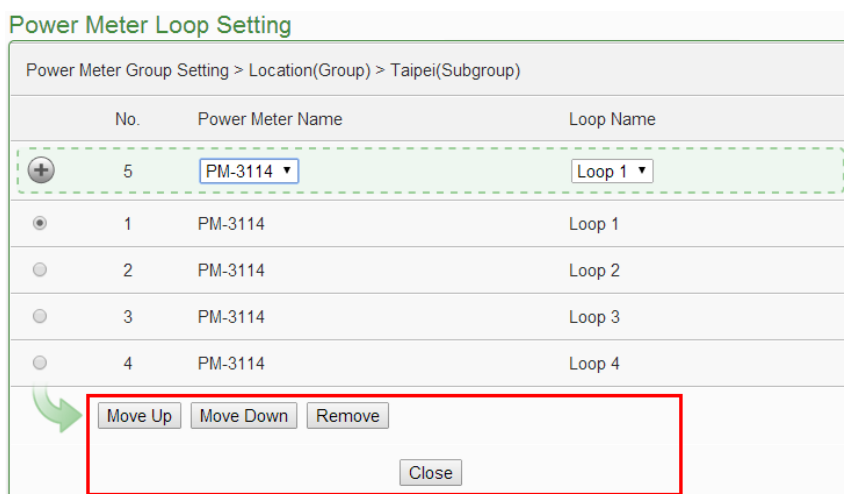 Power Meter Loop Setting
Power Meter Group Setting > Location(Group) > Taipei(Subgroup)
No. Power Meter Name Loop Name
5 PM-3114 Loop 1
1 PM-3114 Loop 1
2 PM-3114 Loop 2
3 PM-3114 Loop 3
4 PM-3114 Loop 4
Move Up Move Down Remove
Close